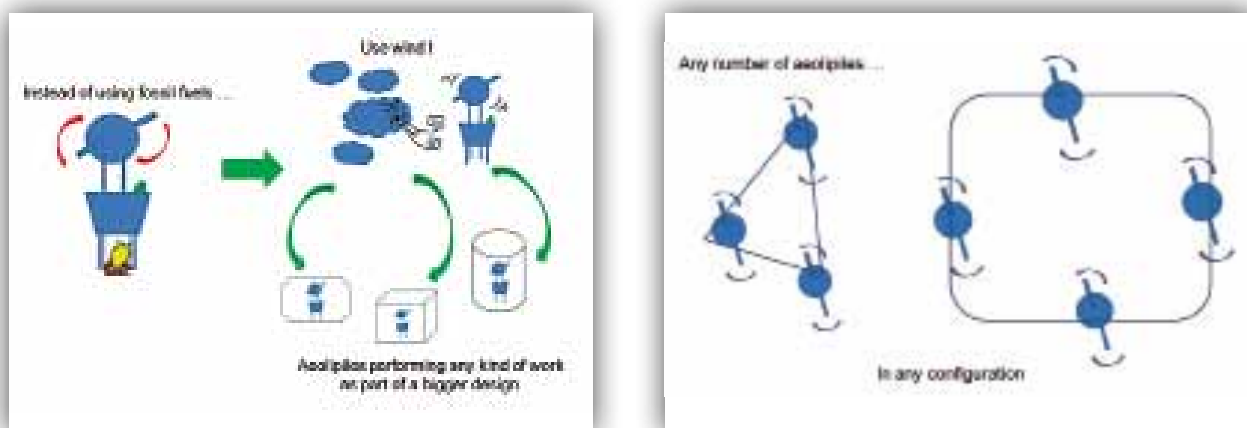 Instead of using fossil fuels ...
Use wind !
Aeolipiles performing any kind of work
as part of a bigger design
Any number of aeolipiles ...
In any configuration